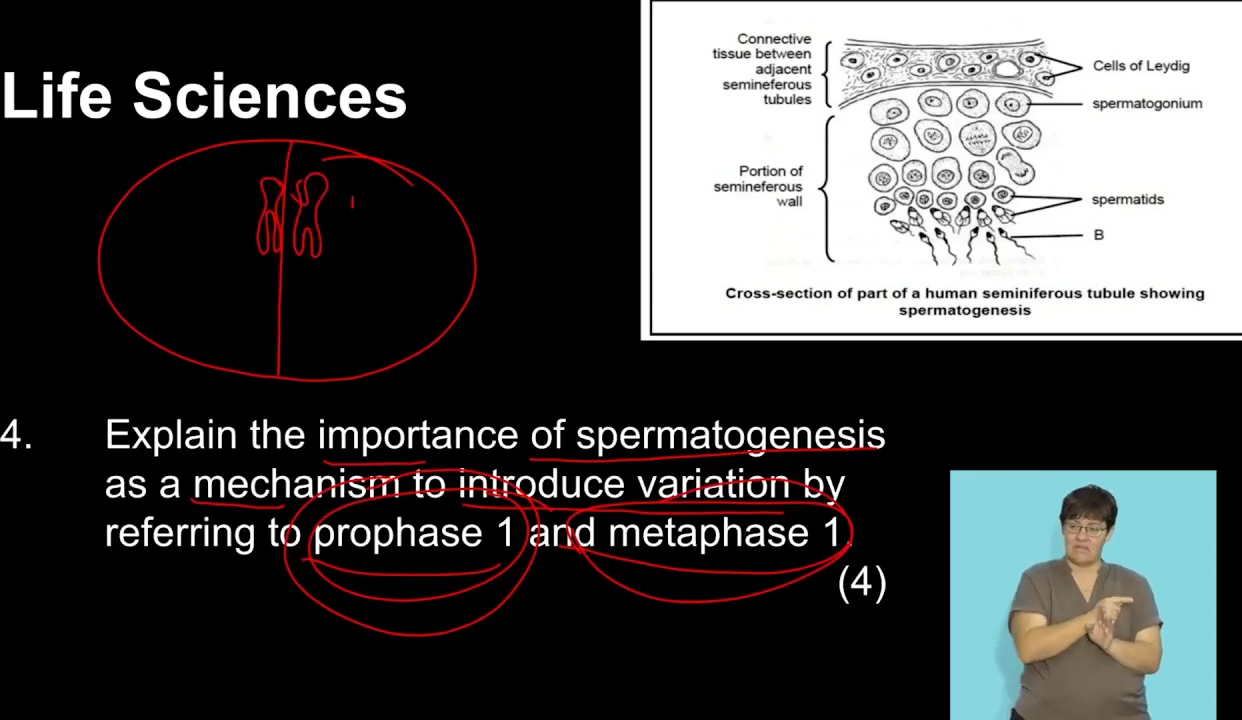 Life Sciences
Connective
tissue between
adjacent
semineferous
tubules
Cells of Leydig
spermatogonium
Portion of
semineferous
wall
spermatids
B
Cross-section of part of a human seminiferous tubule showing
spermatogenesis
4. Explain the importance of spermatogenesis
as a mechanism to introduce variation by
referring to prophase 1 and metaphase 1.
(4)